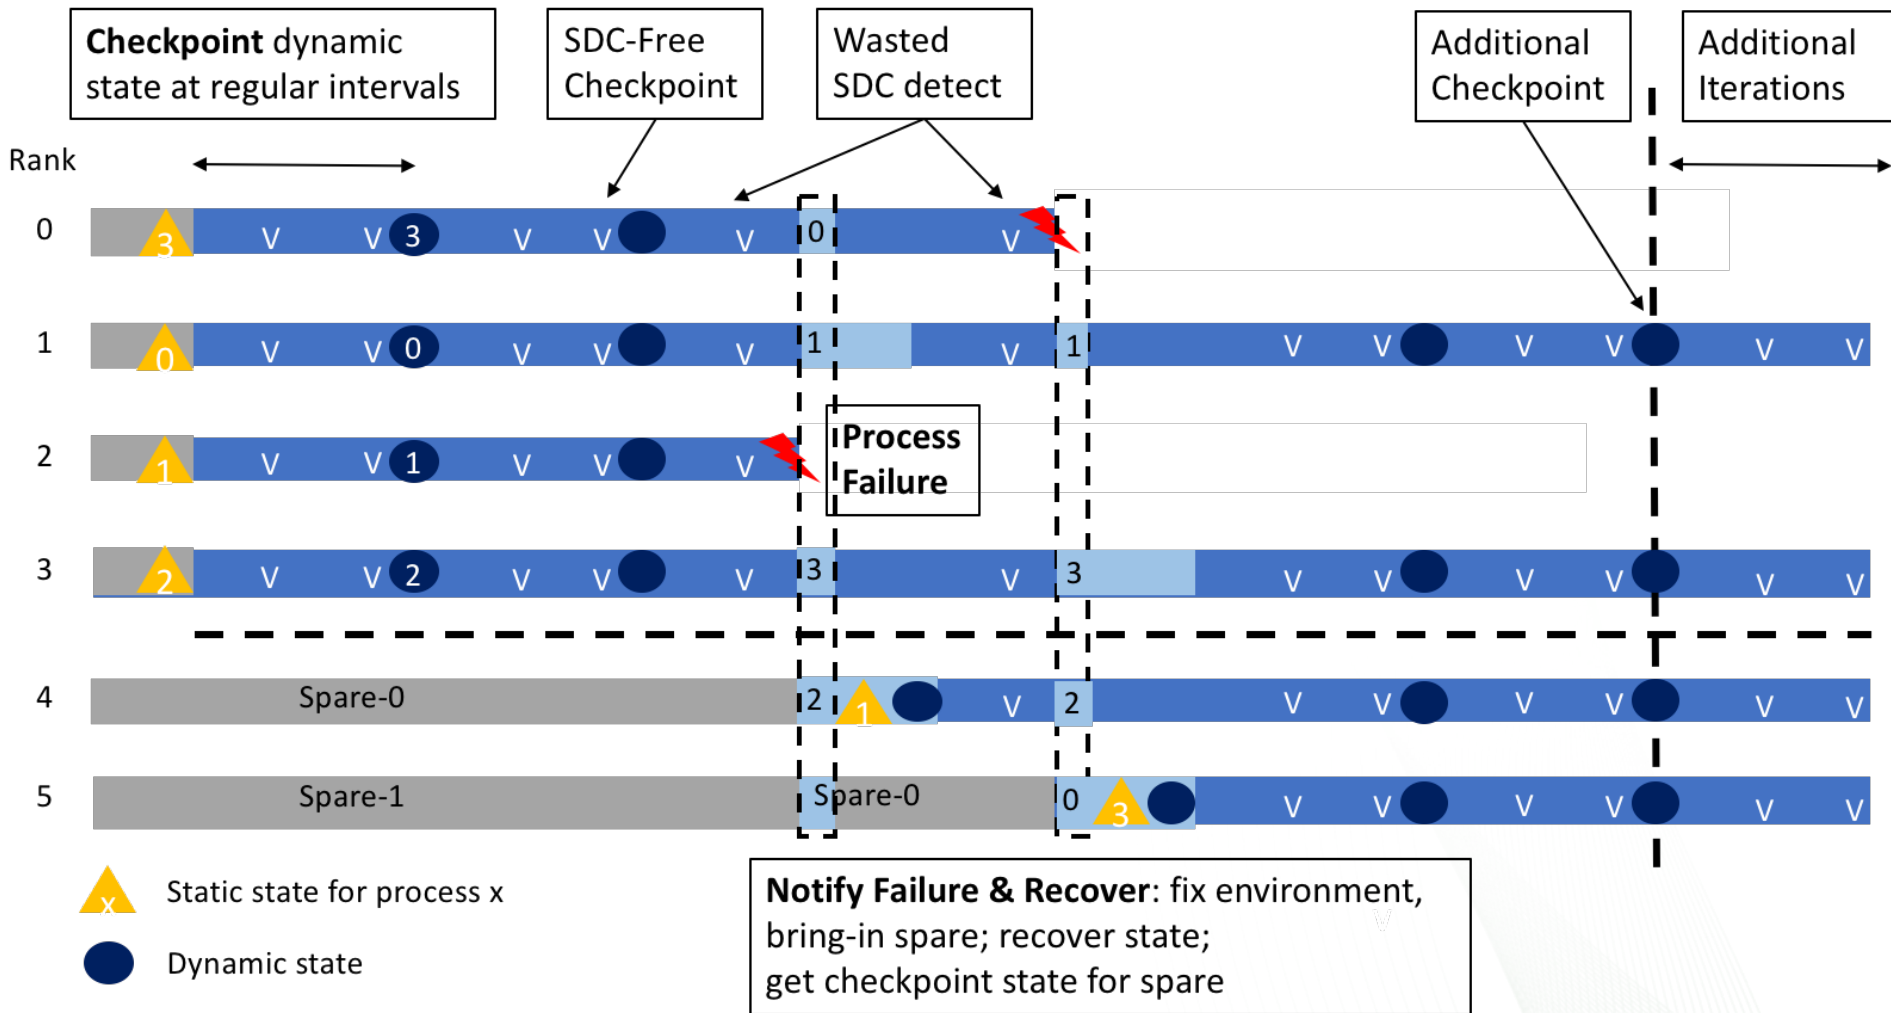 Checkpoint dynamic
state at regular intervals
SDC-Free
Checkpoint
Wasted
SDC detect
Additional
Checkpoint
Additional
Iterations
Rank
0 3 V V 3 V V V 0 V
1 0 V V 0 V V V 1 V 1 V V V V V V
2 1 V V 1 V V V
Process
Failure
3 2 V V 2 V V V 3 V 3 V V V V V V
4 Spare-0 2 1 V 2 V V V V V V
5 Spare-1 Spare-0 0 3 V V V V V V
x Static state for process x
Dynamic state
Notify Failure & Recover: fix environment,
bring-in spare; recover state;
get checkpoint state for spare
V